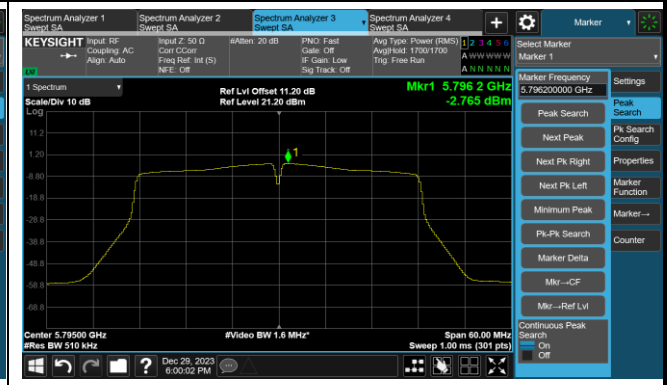 Spectrum Analyzer 1
Swept SA
Spectrum Analyzer 2
Swept SA
Spectrum Analyzer 3
Swept SA
Spectrum Analyzer 4
Swept SA
Marker
KEYSIGHT
Input: RF
Coupling: AC
Align: Auto
Input Z: 50 Ω
Corr CCorr
Freq Ref: Int (S)
NFE: Off
#Atten: 20 dB
PNO: Fast
Gate: Off
IF Gain: Low
Sig Track: Off
Avg Type: Power (RMS)
Avg|Hold: 1700/1700
Trig: Free Run
1 2 3 4 5 6
A W W W W W
A N N N N N
Select Marker
Marker 1
1 Spectrum
Scale/Div 10 dB
Log
Ref Lvl Offset 11.20 dB
Ref Level 21.20 dBm
Mkr1 5.796 2 GHz
-2.765 dBm
11.2
1.20
-8.80
-18.8
-28.8
-38.8
-48.8
-58.8
-68.8
1
Center 5.79500 GHz
#Res BW 510 kHz
#Video BW 1.6 MHz*
Span 60.00 MHz
Sweep 1.00 ms (301 pts)
Marker Frequency
5.796200000 GHz
Peak Search
Next Peak
Next Pk Right
Next Pk Left
Minimum Peak
Pk-Pk Search
Marker Delta
Mkr→CF
Mkr→Ref Lvl
Continuous Peak
Search
On
Off
Settings
Peak
Search
Pk Search
Config
Properties
Marker
Function
Marker→
Counter
?
Dec 29, 2023
6:00:02 PM